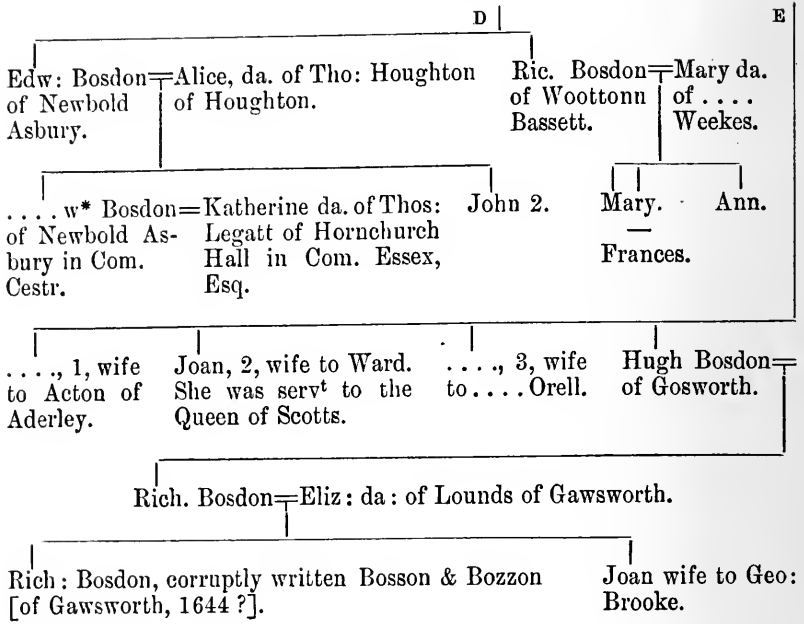 D E
Edw: Bosdon=Alice, da. of Tho: Houghton
of Newbold of Houghton.
Asbury.
Ric. Bosdon=Mary da.
of Woottonn of ....
Bassett. Weekes.
.... w* Bosdon=Katherine da. of Thos:
of Newbold As- Legatt of Hornchurch
bury in Com. Hall in Com. Essex,
Cestr. Esq.
John 2.
Mary.
Frances.
Ann.
...., 1, wife
to Acton of
Aderley.
Joan, 2, wife to Ward.
She was servt to the
Queen of Scotts.
...., 3, wife
to .... Orell.
Hugh Bosdon=
of Gosworth.
Rich. Bosdon=Eliz: da: of Lounds of Gawsworth.
Rich: Bosdon, corruptly written Bosson & Bozzon
[of Gawsworth, 1644 ?].
Joan wife to Geo:
Brooke.